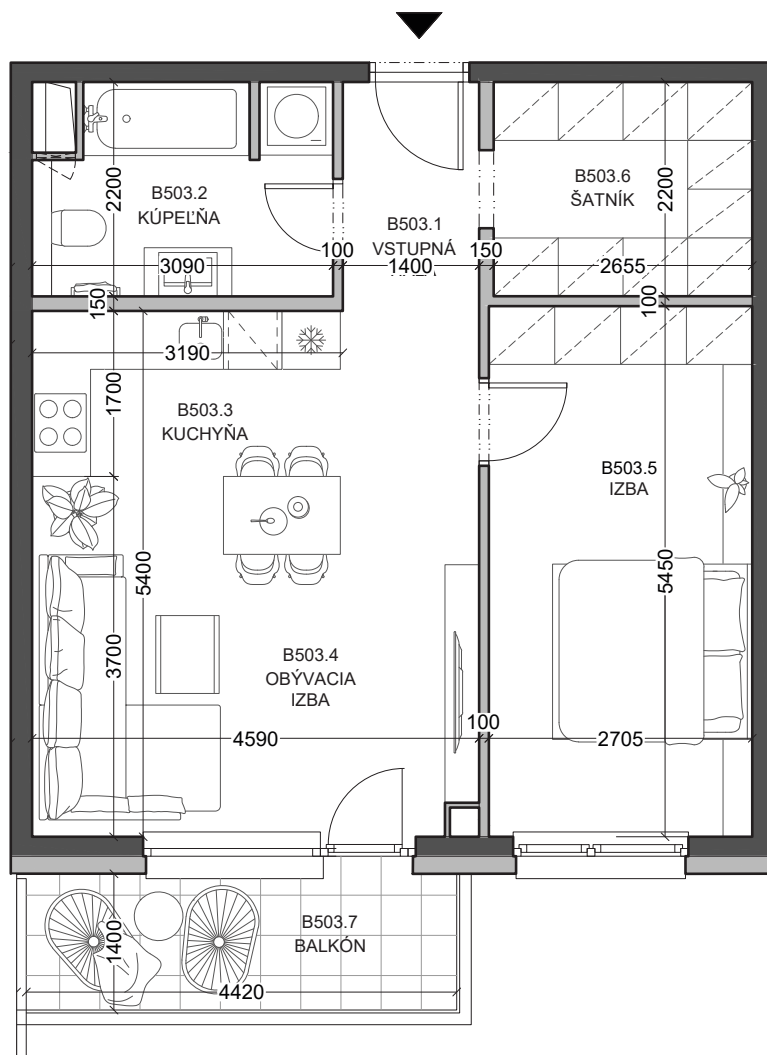 B503.2
KÚPEĽŇA
2200
3090
100
B503.1
VSTUPNÁ
1400
150
B503.6
ŠATNÍK
2200
2655
150
100
3190
1700
B503.3
KUCHYŇA
5400
3700
B503.5
IZBA
5450
B503.4
OBÝVACIA
IZBA
4590
100
2705
B503.7
BALKÓN
1400
4420